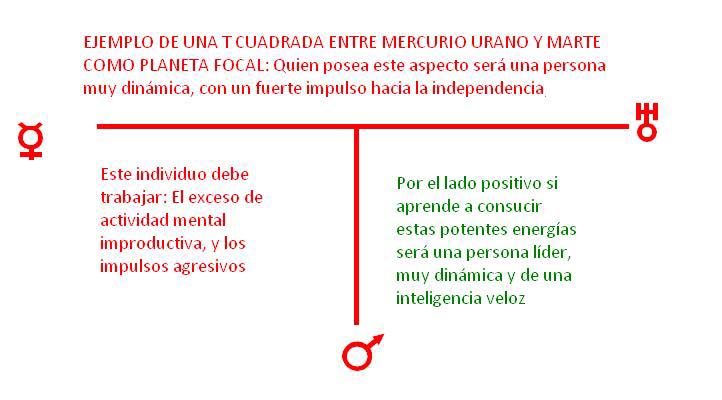 EJEMPLO DE UNA T CUADRADA ENTRE MERCURIO URANO Y MARTE
COMO PLANETA FOCAL: Quien posea este aspecto será una persona
muy dinámica, con un fuerte impulso hacia la independencia,
Este individuo debe
trabajar: El exceso de
actividad mental
improductiva, y los
impulsos agresivos
Por el lado positivo si
aprende a consucir
estas potentes energías
será una persona líder,
muy dinámica y de una
inteligencia veloz